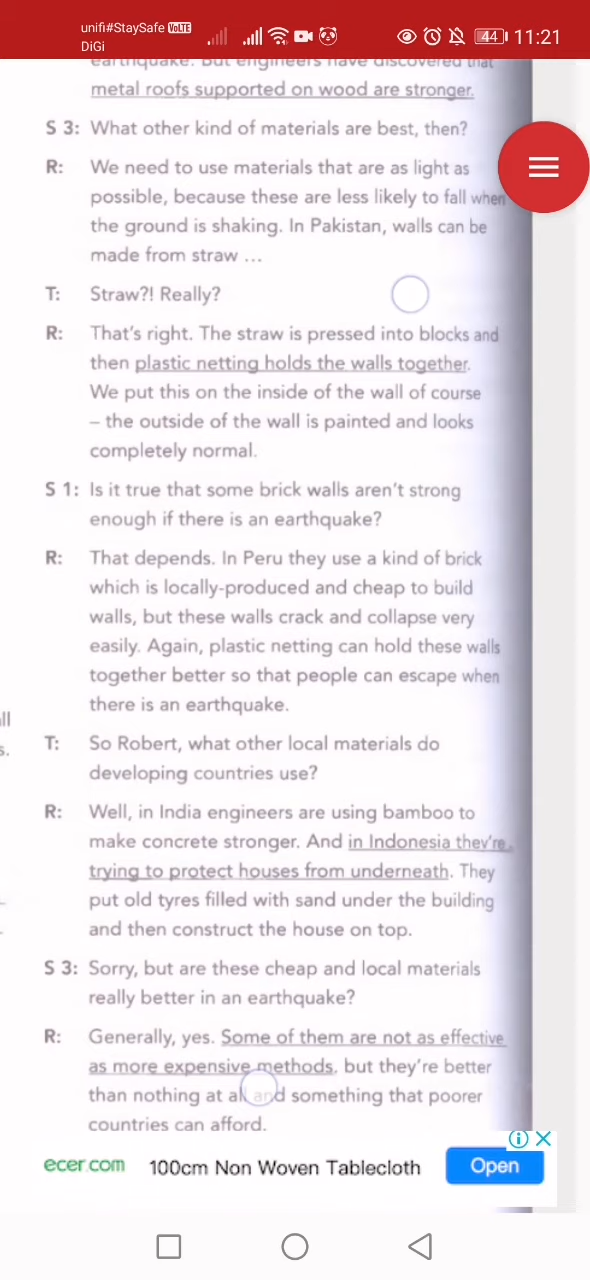 unifi#StaySafe VoLTE
DiGi
44 11:21
earthquake. But engineers have discovered that
metal roofs supported on wood are stronger.
S 3: What other kind of materials are best, then?
R: We need to use materials that are as light as
possible, because these are less likely to fall when
the ground is shaking. In Pakistan, walls can be
made from straw ...
T: Straw?! Really?
R: That's right. The straw is pressed into blocks and
then plastic netting holds the walls together.
We put this on the inside of the wall of course
– the outside of the wall is painted and looks
completely normal.
S 1: Is it true that some brick walls aren't strong
enough if there is an earthquake?
R: That depends. In Peru they use a kind of brick
which is locally-produced and cheap to build
walls, but these walls crack and collapse very
easily. Again, plastic netting can hold these walls
together better so that people can escape when
there is an earthquake.
ll
s.
T: So Robert, what other local materials do
developing countries use?
R: Well, in India engineers are using bamboo to
make concrete stronger. And in Indonesia they're
trying to protect houses from underneath. They
put old tyres filled with sand under the building
and then construct the house on top.
S 3: Sorry, but are these cheap and local materials
really better in an earthquake?
R: Generally, yes. Some of them are not as effective
as more expensive methods, but they're better
than nothing at all and something that poorer
countries can afford.
ecer.com 100cm Non Woven Tablecloth Open